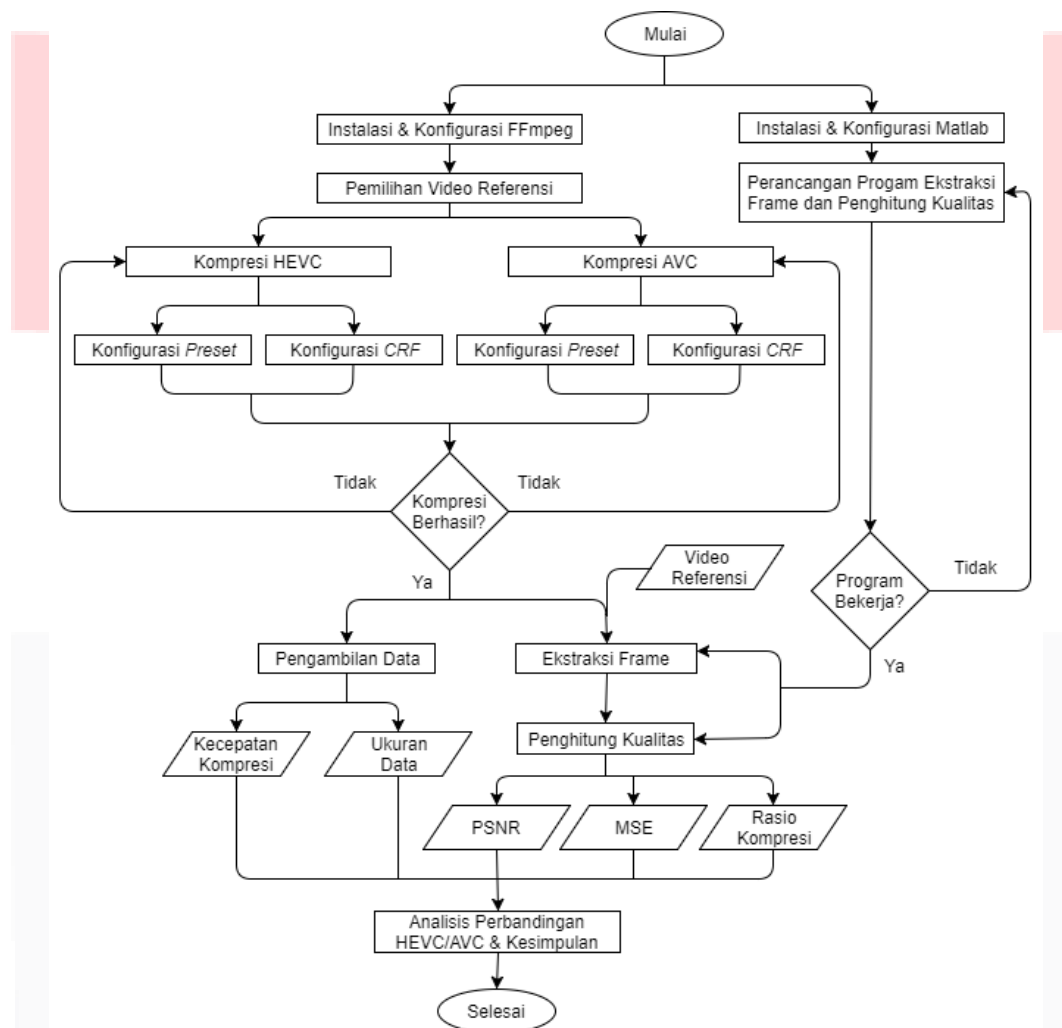 Mulai
Instalasi & Konfigurasi FFmpeg
Instalasi & Konfigurasi Matlab
Pemilihan Video Referensi
Perancangan Progam Ekstraksi
Frame dan Penghitung Kualitas
Kompresi HEVC
Kompresi AVC
Konfigurasi Preset
Konfigurasi CRF
Konfigurasi Preset
Konfigurasi CRF
Tidak
Kompresi
Berhasil?
Tidak
Ya
Video
Referensi
Program
Bekerja?
Tidak
Ya
Pengambilan Data
Ekstraksi Frame
Kecepatan
Kompresi
Ukuran
Data
Penghitung Kualitas
PSNR
MSE
Rasio
Kompresi
Analisis Perbandingan
HEVC/AVC & Kesimpulan
Selesai